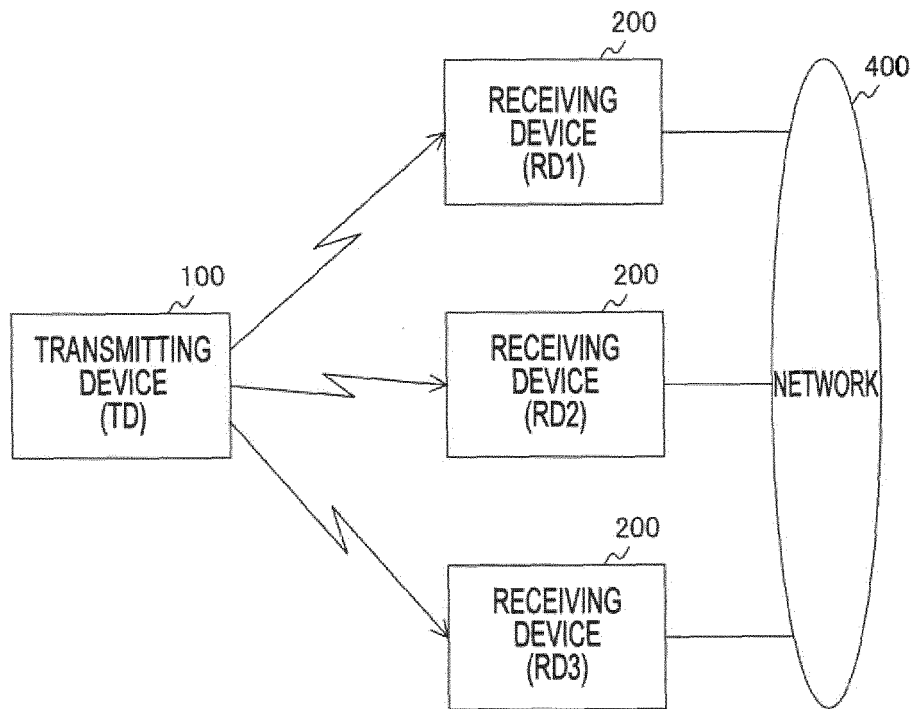 200
RECEIVING
DEVICE
(RD1)
400
100
TRANSMITTING
DEVICE
(TD)
200
RECEIVING
DEVICE
(RD2)
NETWORK
200
RECEIVING
DEVICE
(RD3)